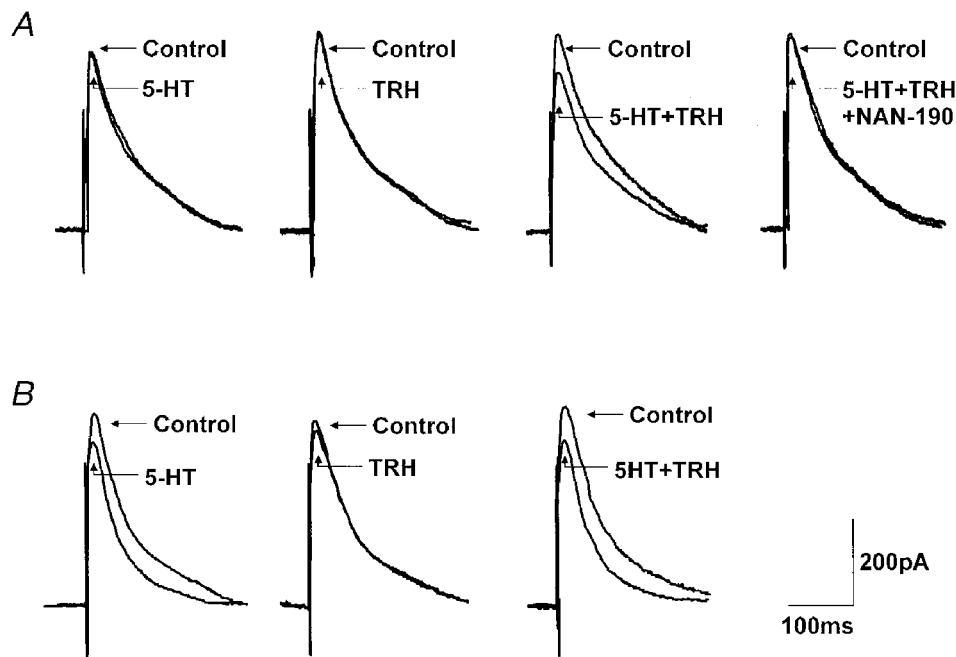 A
Control
5-HT
Control
TRH
Control
5-HT+TRH
Control
5-HT+TRH
+NAN-190
B
Control
5-HT
Control
TRH
Control
5HT+TRH
200pA
100ms